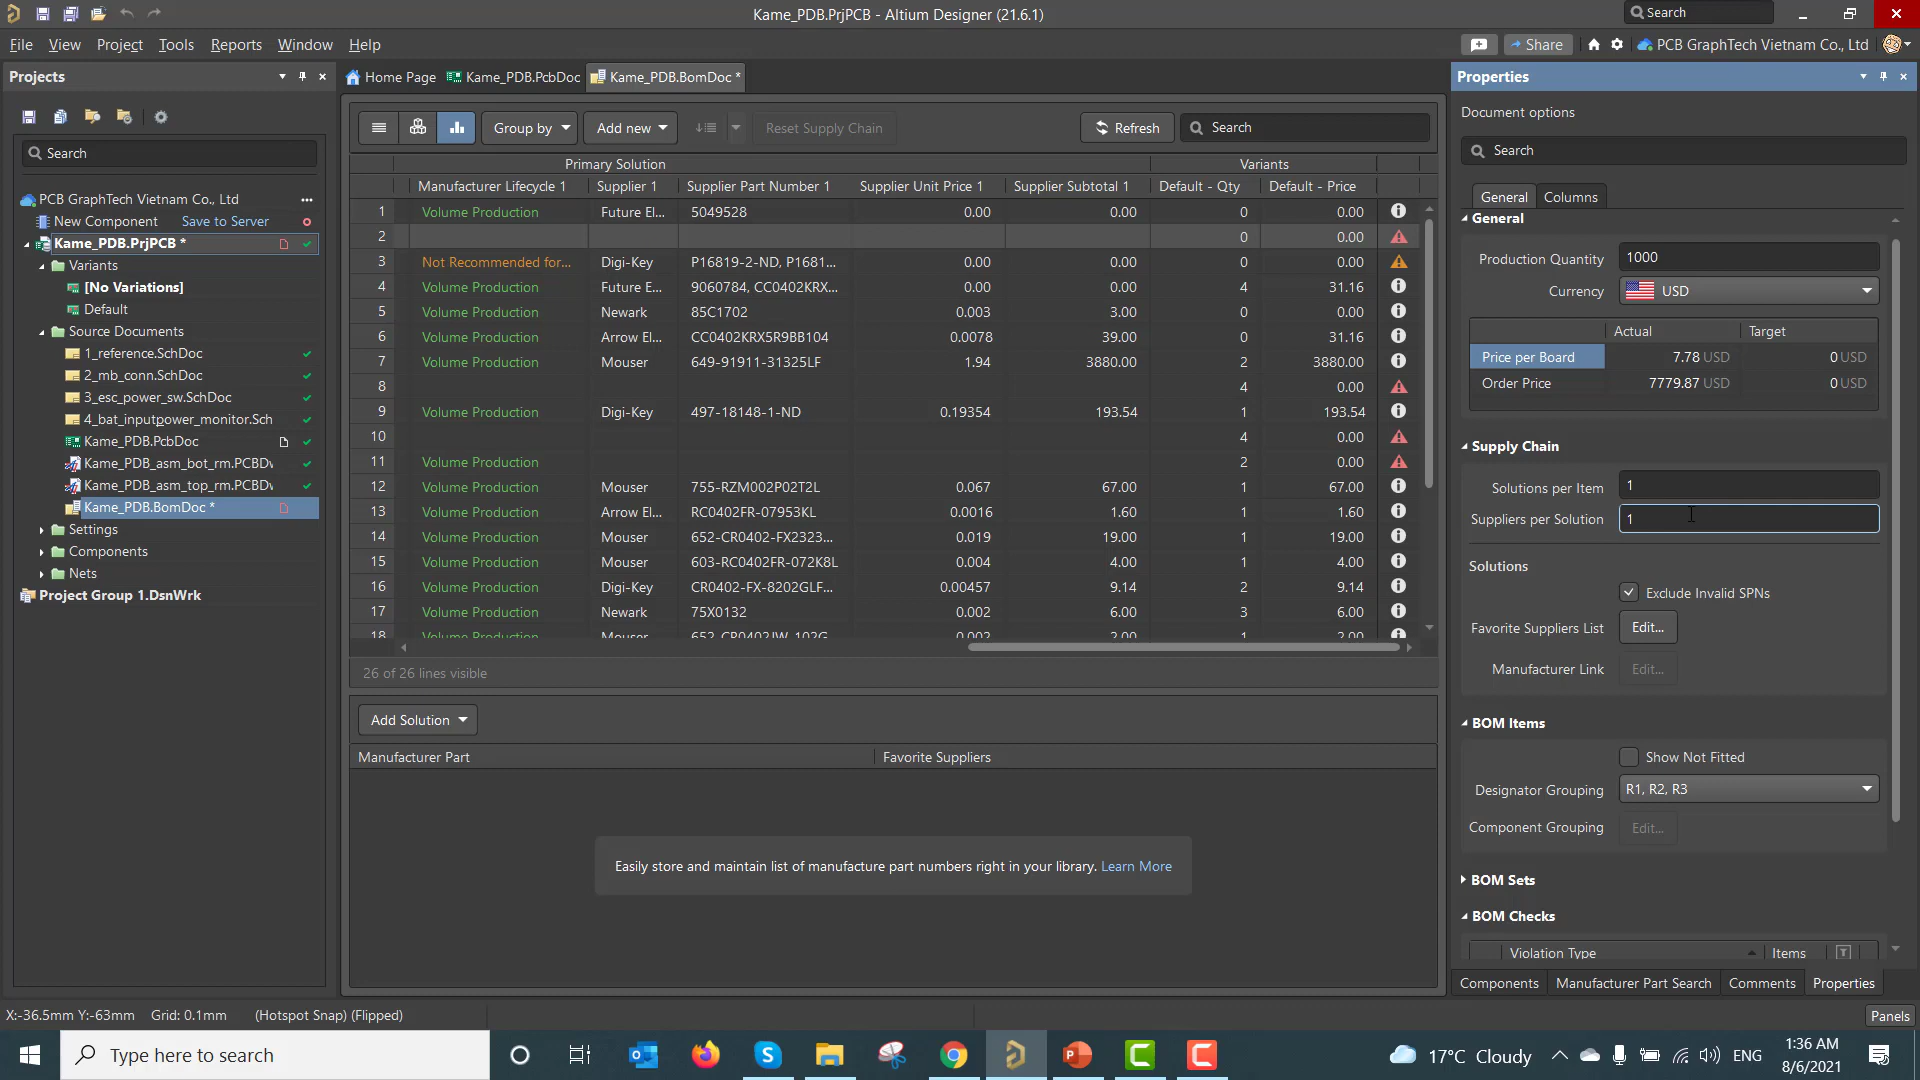 Kame_PDB.PrjPCB - Altium Designer (21.6.1)
Search
File View Project Tools Reports Window Help
Share
PCB GraphTech Vietnam Co., Ltd
Projects
Search
PCB GraphTech Vietnam Co., Ltd
New Component Save to Server
Kame_PDB.PrjPCB *
Variants
[No Variations]
Default
Source Documents
1_reference.SchDoc
2_mb_conn.SchDoc
3_esc_power_sw.SchDoc
4_bat_inputpower_monitor.Sch
Kame_PDB.PcbDoc
Kame_PDB_asm_bot_rm.PCBDv
Kame_PDB_asm_top_rm.PCBDv
Kame_PDB.BomDoc *
Settings
Components
Nets
Project Group 1.DsnWrk
Home Page Kame_PDB.PcbDoc Kame_PDB.BomDoc *
Group by Add new Reset Supply Chain Refresh Search
Primary Solution Variants
Manufacturer Lifecycle 1 Supplier 1 Supplier Part Number 1 Supplier Unit Price 1 Supplier Subtotal 1 Default - Qty Default - Price
1 Volume Production Future El... 5049528 0.00 0.00 0 0.00
2 0 0.00
3 Not Recommended for... Digi-Key P16819-2-ND, P1681... 0.00 0.00 0 0.00
4 Volume Production Future E... 9060784, CC0402KRX... 0.00 0.00 4 31.16
5 Volume Production Newark 85C1702 0.003 3.00 0 0.00
6 Volume Production Arrow El... CC0402KRX5R9BB104 0.0078 39.00 0 31.16
7 Volume Production Mouser 649-91911-31325LF 1.94 3880.00 2 3880.00
8 4 0.00
9 Volume Production Digi-Key 497-18148-1-ND 0.19354 193.54 1 193.54
10 4 0.00
11 Volume Production 2 0.00
12 Volume Production Mouser 755-RZM002P02T2L 0.067 67.00 1 67.00
13 Volume Production Arrow El... RC0402FR-07953KL 0.0016 1.60 1 1.60
14 Volume Production Mouser 652-CR0402-FX2323... 0.019 19.00 1 19.00
15 Volume Production Mouser 603-RC0402FR-072K8L 0.004 4.00 1 4.00
16 Volume Production Digi-Key CR0402-FX-8202GLF... 0.00457 9.14 2 9.14
17 Volume Production Newark 75X0132 0.002 6.00 3 6.00
18 Volume Production Mouser 652-CR0402JW-102G 0.002 2.00 1 2.00
26 of 26 lines visible
Add Solution
Manufacturer Part Favorite Suppliers
Easily store and maintain list of manufacture part numbers right in your library. Learn More
Properties
Document options
Search
General Columns
General
Production Quantity 1000
Currency USD
Actual Target
Price per Board 7.78 USD 0 USD
Order Price 7779.87 USD 0 USD
Supply Chain
Solutions per Item 1
Suppliers per Solution 1
Solutions
Exclude Invalid SPNs
Favorite Suppliers List Edit...
Manufacturer Link Edit...
BOM Items
Show Not Fitted
Designator Grouping R1, R2, R3
Component Grouping Edit...
BOM Sets
BOM Checks
Violation Type Items
Components Manufacturer Part Search Comments Properties
X:-36.5mm Y:-63mm Grid: 0.1mm (Hotspot Snap) (Flipped)
Panels
Type here to search
17°C Cloudy
ENG
1:36 AM
8/6/2021